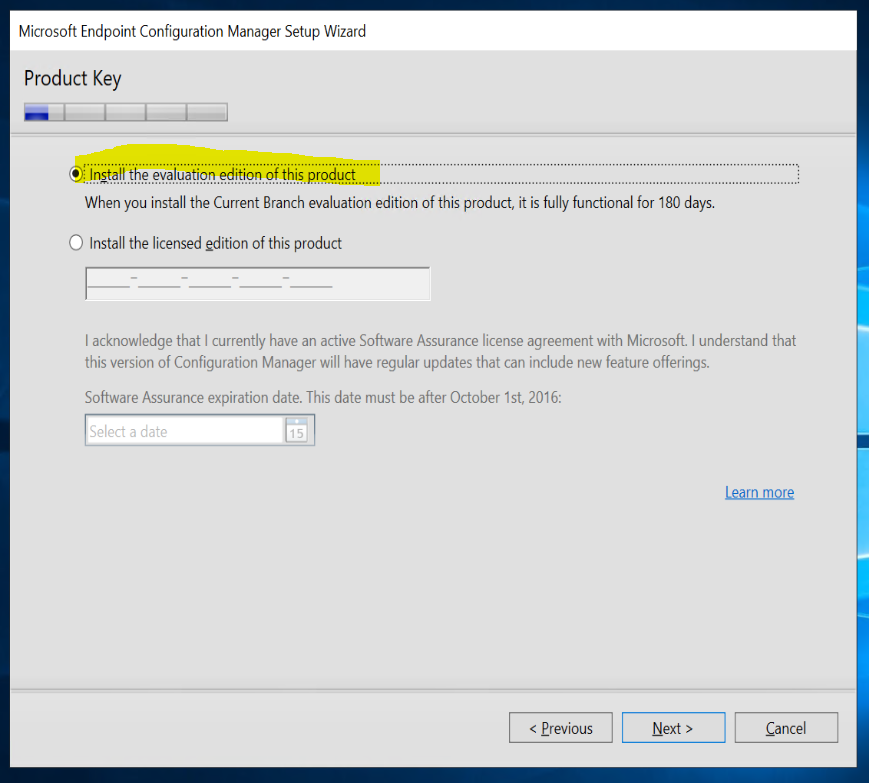 Microsoft Endpoint Configuration Manager Setup Wizard
Product Key
Install the evaluation edition of this product
When you install the Current Branch evaluation edition of this product, it is fully functional for 180 days.
Install the licensed edition of this product
_____-_____-_____-_____-_____
I acknowledge that I currently have an active Software Assurance license agreement with Microsoft. I understand that
this version of Configuration Manager will have regular updates that can include new feature offerings.
Software Assurance expiration date. This date must be after October 1st, 2016:
Select a date
15
Learn more
< Previous
Next >
Cancel